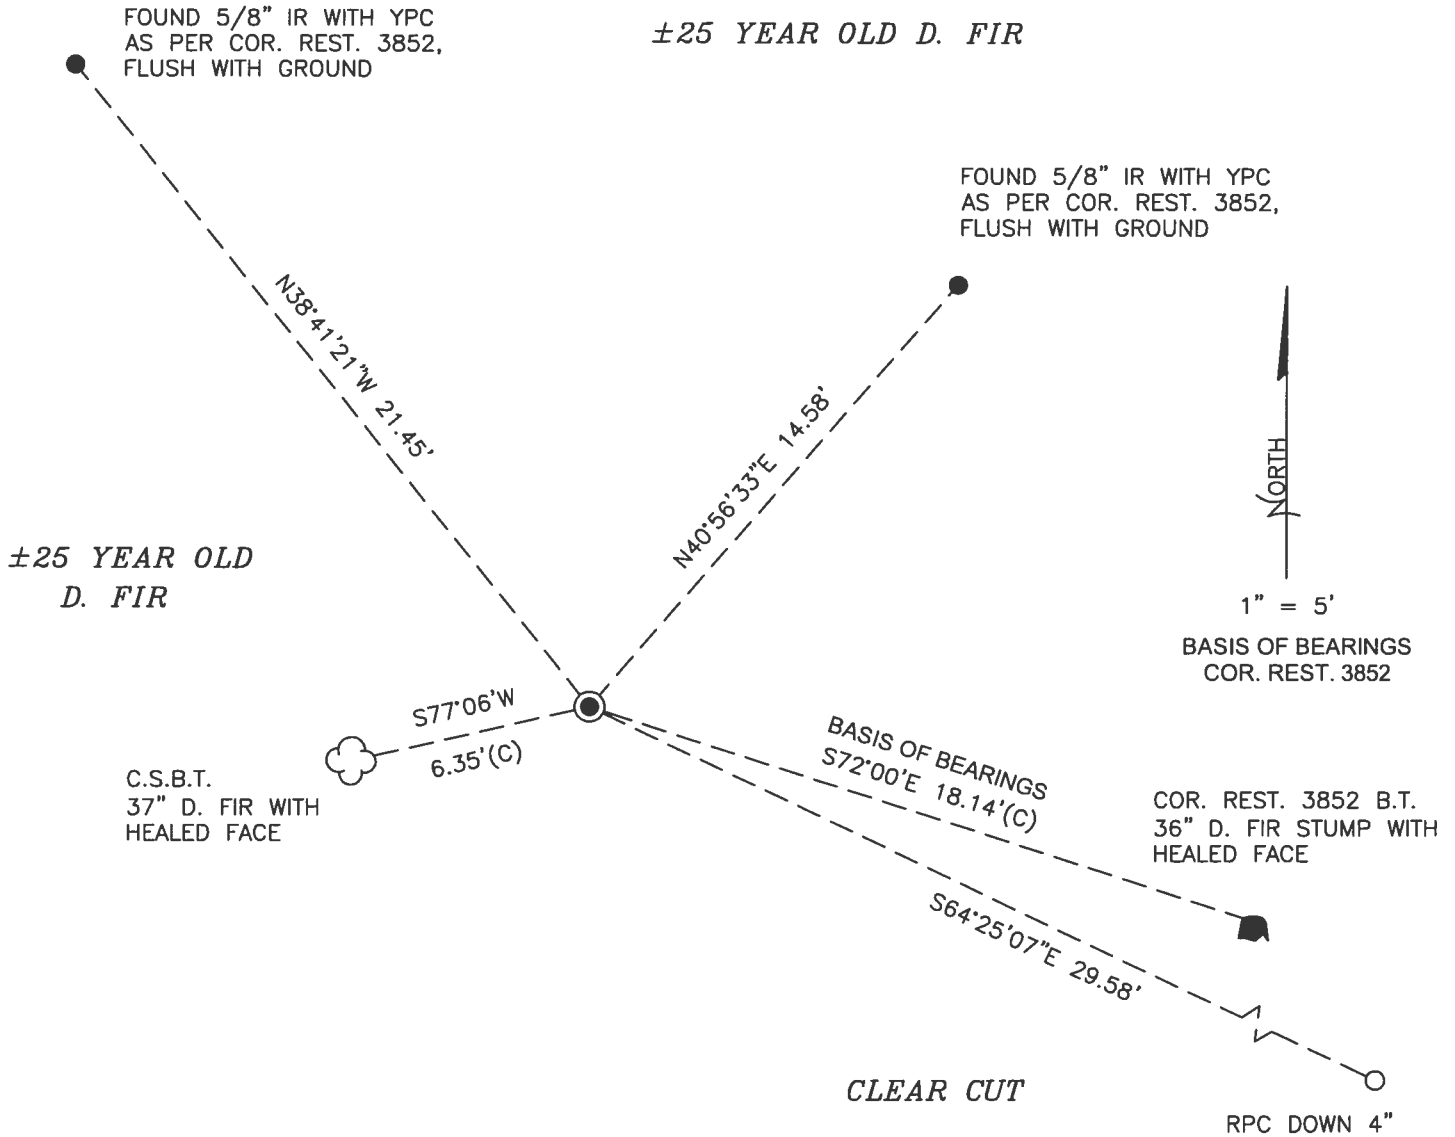 FOUND 5/8" IR WITH YPC
AS PER COR. REST. 3852,
FLUSH WITH GROUND
±25 YEAR OLD D. FIR
FOUND 5/8" IR WITH YPC
AS PER COR. REST. 3852,
FLUSH WITH GROUND
N38°41'21"W 21.45'
N40°56'33"E 14.58'
NORTH
1" = 5'
BASIS OF BEARINGS
COR. REST. 3852
±25 YEAR OLD
D. FIR
S77°06'W
6.35'(C)
C.S.B.T.
37" D. FIR WITH
HEALED FACE
BASIS OF BEARINGS
S72°00'E 18.14'(C)
COR. REST. 3852 B.T.
36" D. FIR STUMP WITH
HEALED FACE
S64°25'07"E 29.58'
CLEAR CUT
RPC DOWN 4"